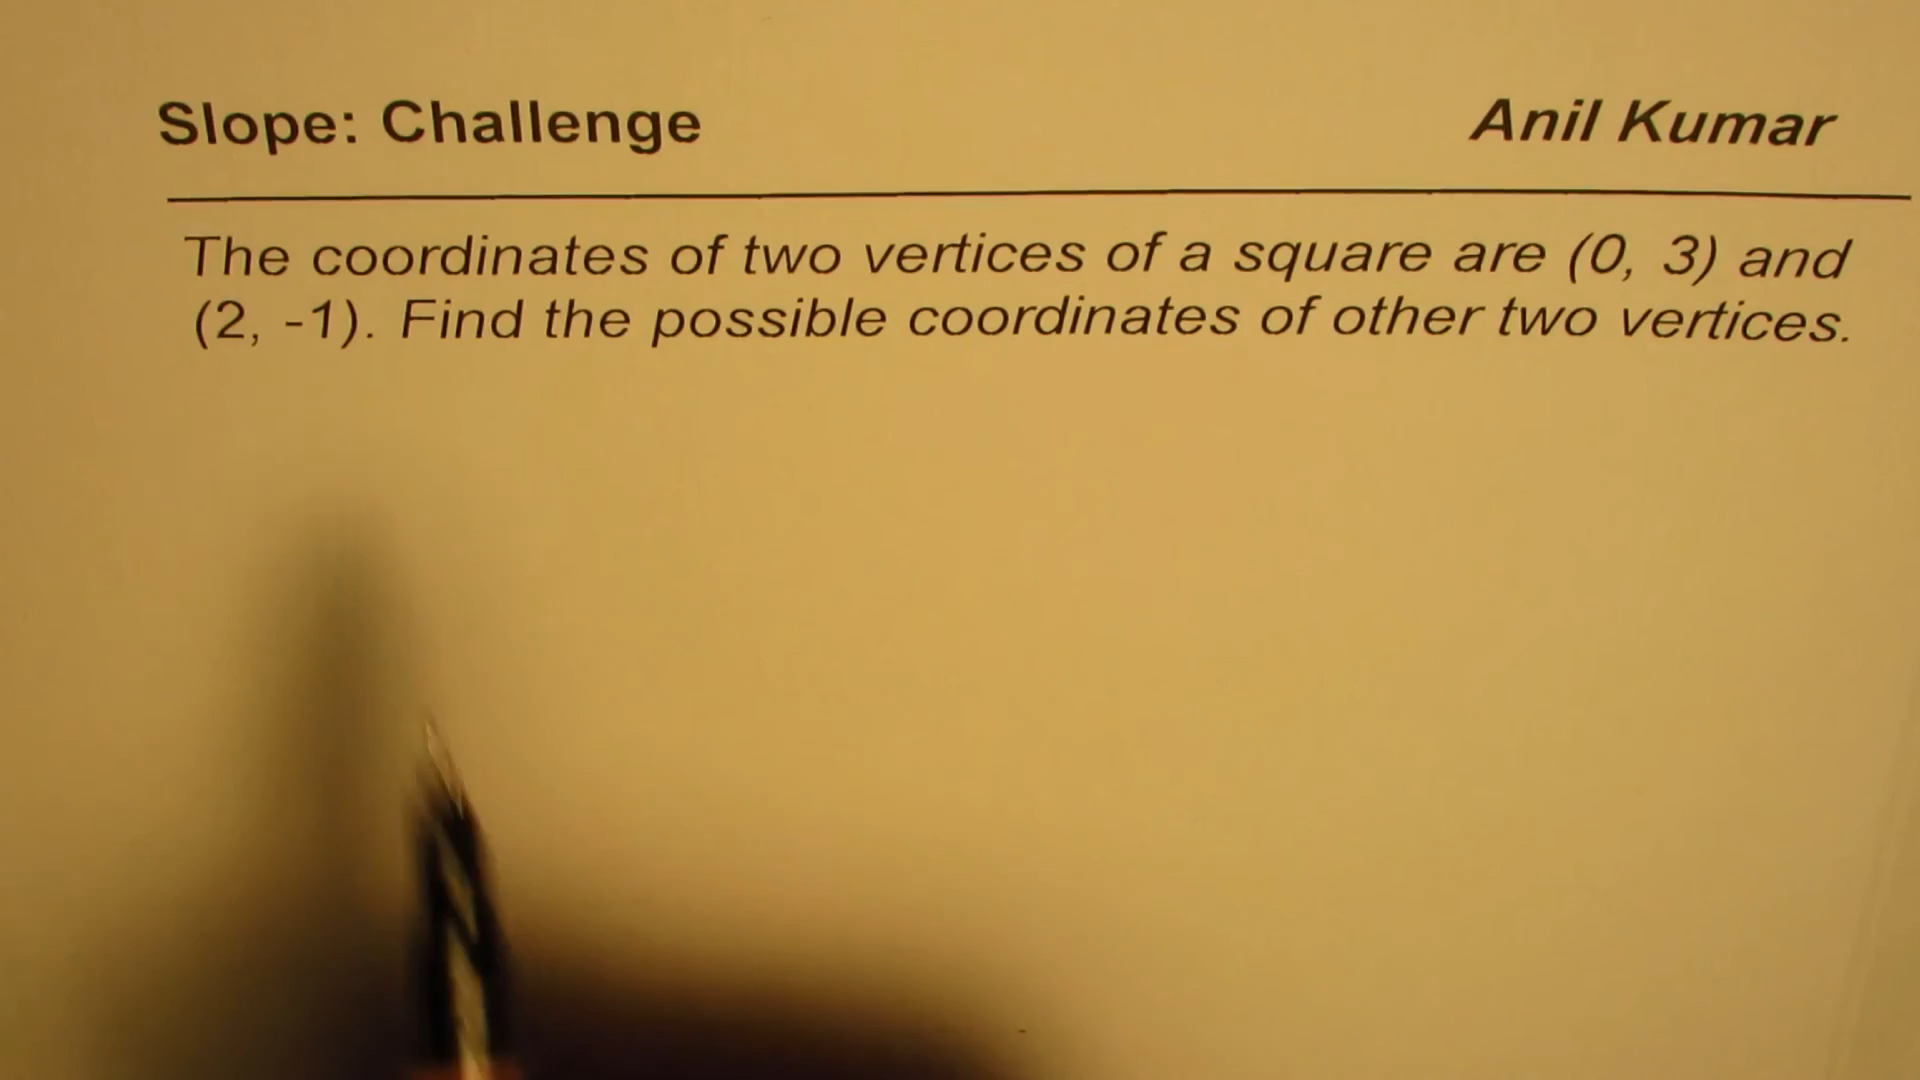 Slope: Challenge Anil Kumar
The coordinates of two vertices of a square are (0, 3) and
(2, -1). Find the possible coordinates of other two vertices.